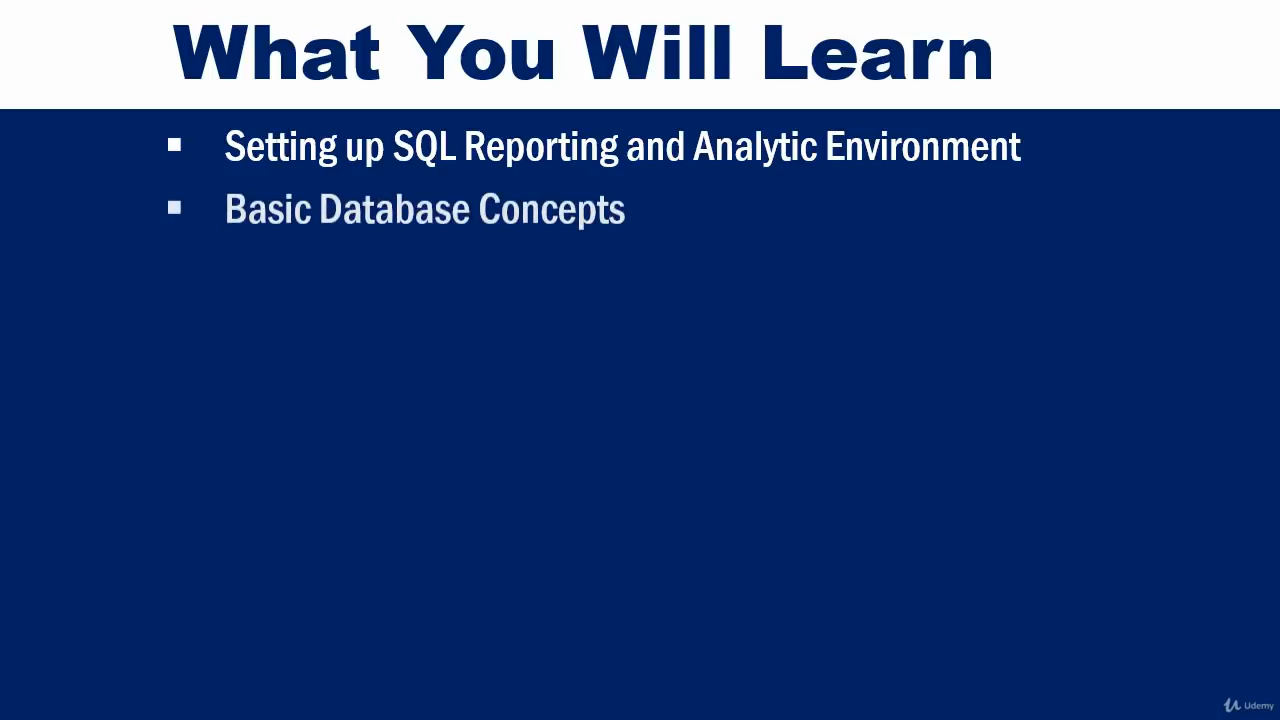 What You Will Learn
▪ Setting up SQL Reporting and Analytic Environment
▪ Basic Database Concepts
Udemy